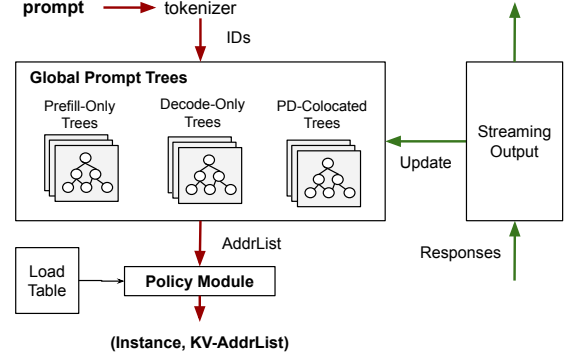 prompt
tokenizer
IDs
Global Prompt Trees
Prefill-Only
Trees
Decode-Only
Trees
PD-Colocated
Trees
Update
Streaming
Output
AddrList
Responses
Load
Table
Policy Module
(Instance, KV-AddrList)